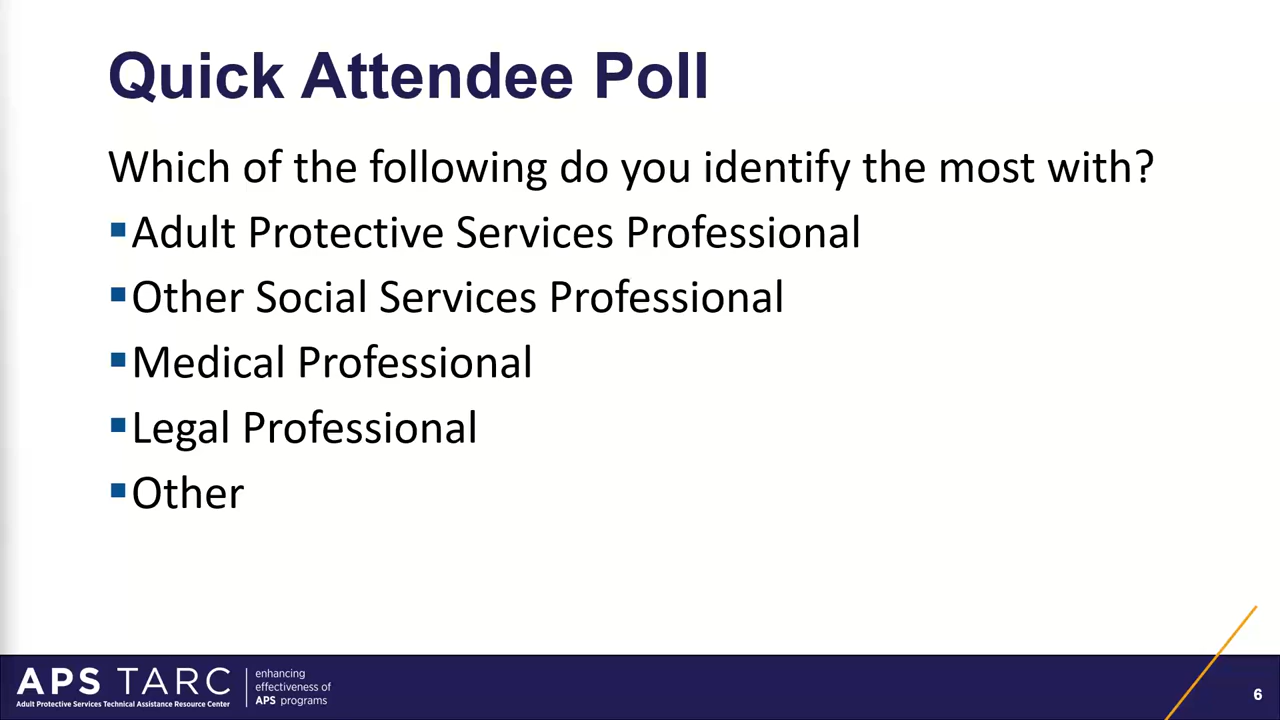 Quick Attendee Poll
Which of the following do you identify the most with?
▪Adult Protective Services Professional
▪Other Social Services Professional
▪Medical Professional
▪Legal Professional
▪Other
APS TARC
Adult Protective Services Technical Assistance Resource Center
enhancing
effectiveness of
APS programs
6